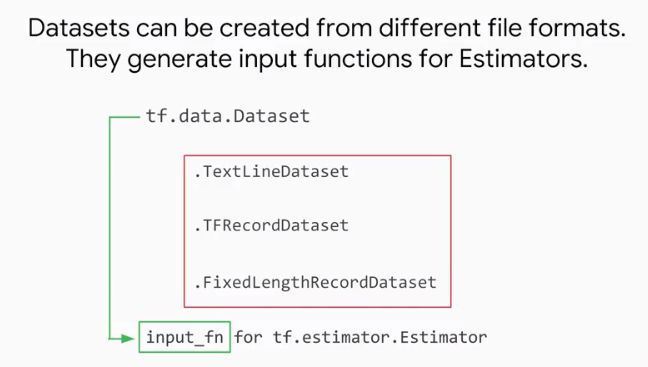 Datasets can be created from different file formats.
They generate input functions for Estimators.
tf.data.Dataset
.TextLineDataset
.TFRecordDataset
.FixedLengthRecordDataset
input_fn for tf.estimator.Estimator